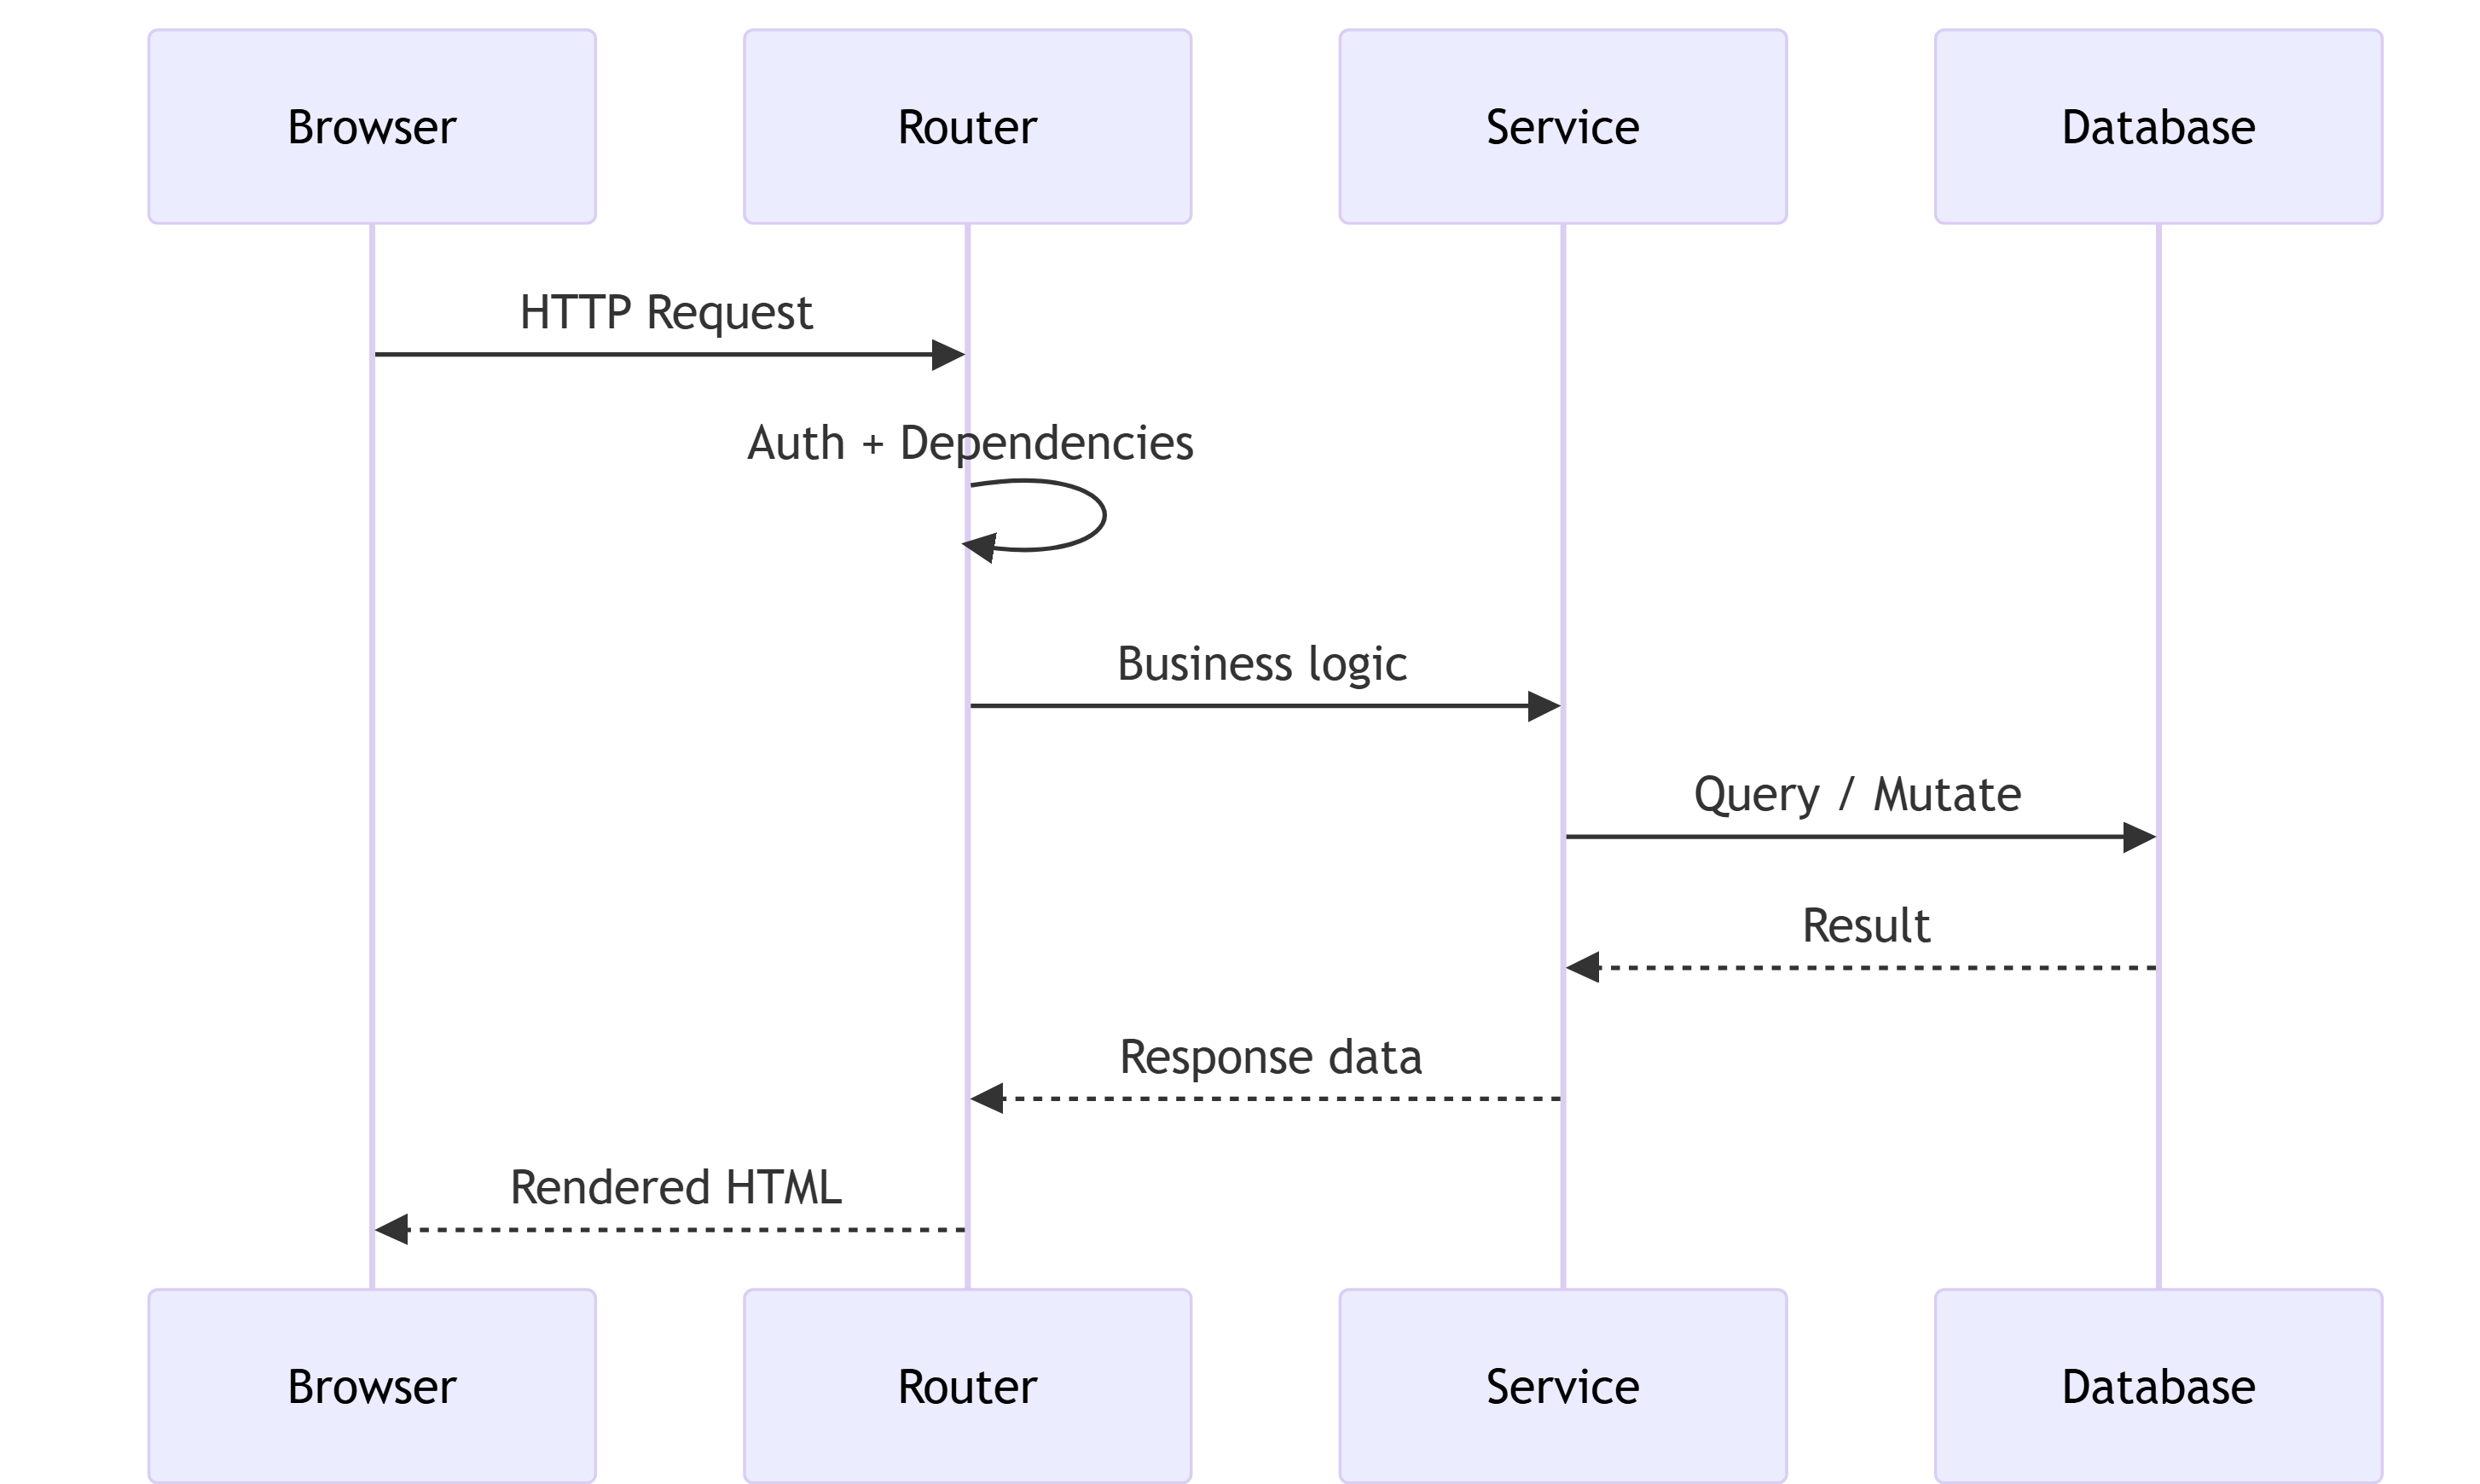 Browser
Router
Service
Database
HTTP Request
Auth + Dependencies
Business logic
Query / Mutate
Result
Response data
Rendered HTML
Browser
Router
Service
Database